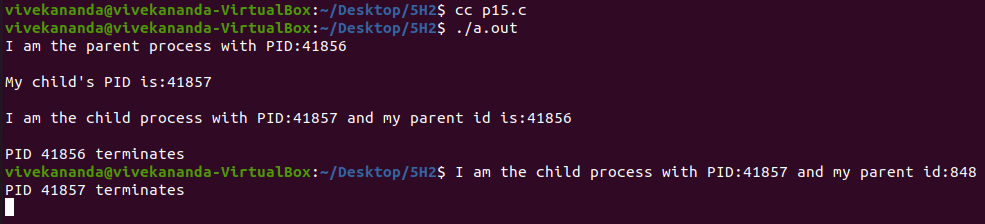 vivekananda@vivekananda-VirtualBox:~/Desktop/5H2$ cc p15.c
vivekananda@vivekananda-VirtualBox:~/Desktop/5H2$ ./a.out
I am the parent process with PID:41856
My child's PID is:41857
I am the child process with PID:41857 and my parent id is:41856
PID 41856 terminates
vivekananda@vivekananda-VirtualBox:~/Desktop/5H2$ I am the child process with PID:41857 and my parent id:848
PID 41857 terminates